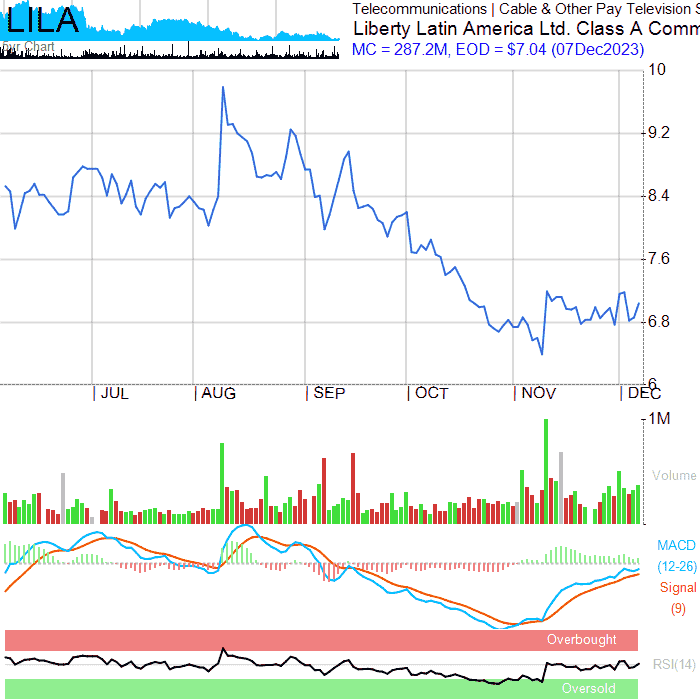 LILA
Telecommunications | Cable & Other Pay Television S
Liberty Latin America Ltd. Class A Comm
our Chart
MC = 287.2M, EOD = $7.04 (07Dec2023)
10
9.2
8.4
7.6
6.8
6
JUL
AUG
SEP
OCT
NOV
DEC
1M
Volume
MACD
(12-26)
Signal
(9)
Overbought
RSI(14)
Oversold